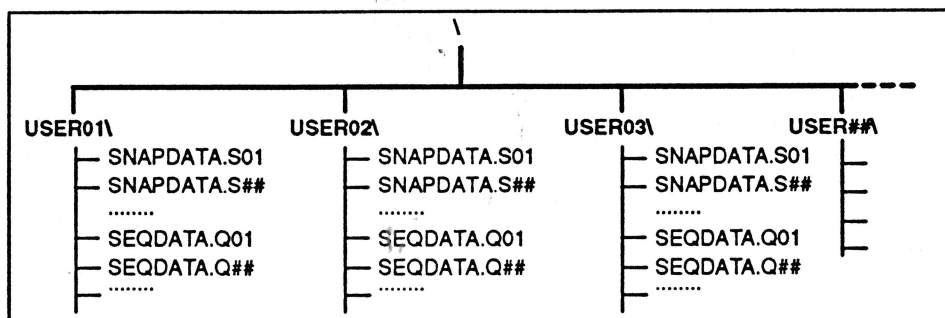 \
USER01\ USER02\ USER03\ USER##\
SNAPDATA.S01 SNAPDATA.S01 SNAPDATA.S01
SNAPDATA.S## SNAPDATA.S## SNAPDATA.S##
........ ........ ........
SEQDATA.Q01 SEQDATA.Q01 SEQDATA.Q01
SEQDATA.Q## SEQDATA.Q## SEQDATA.Q##
........ ........ ........